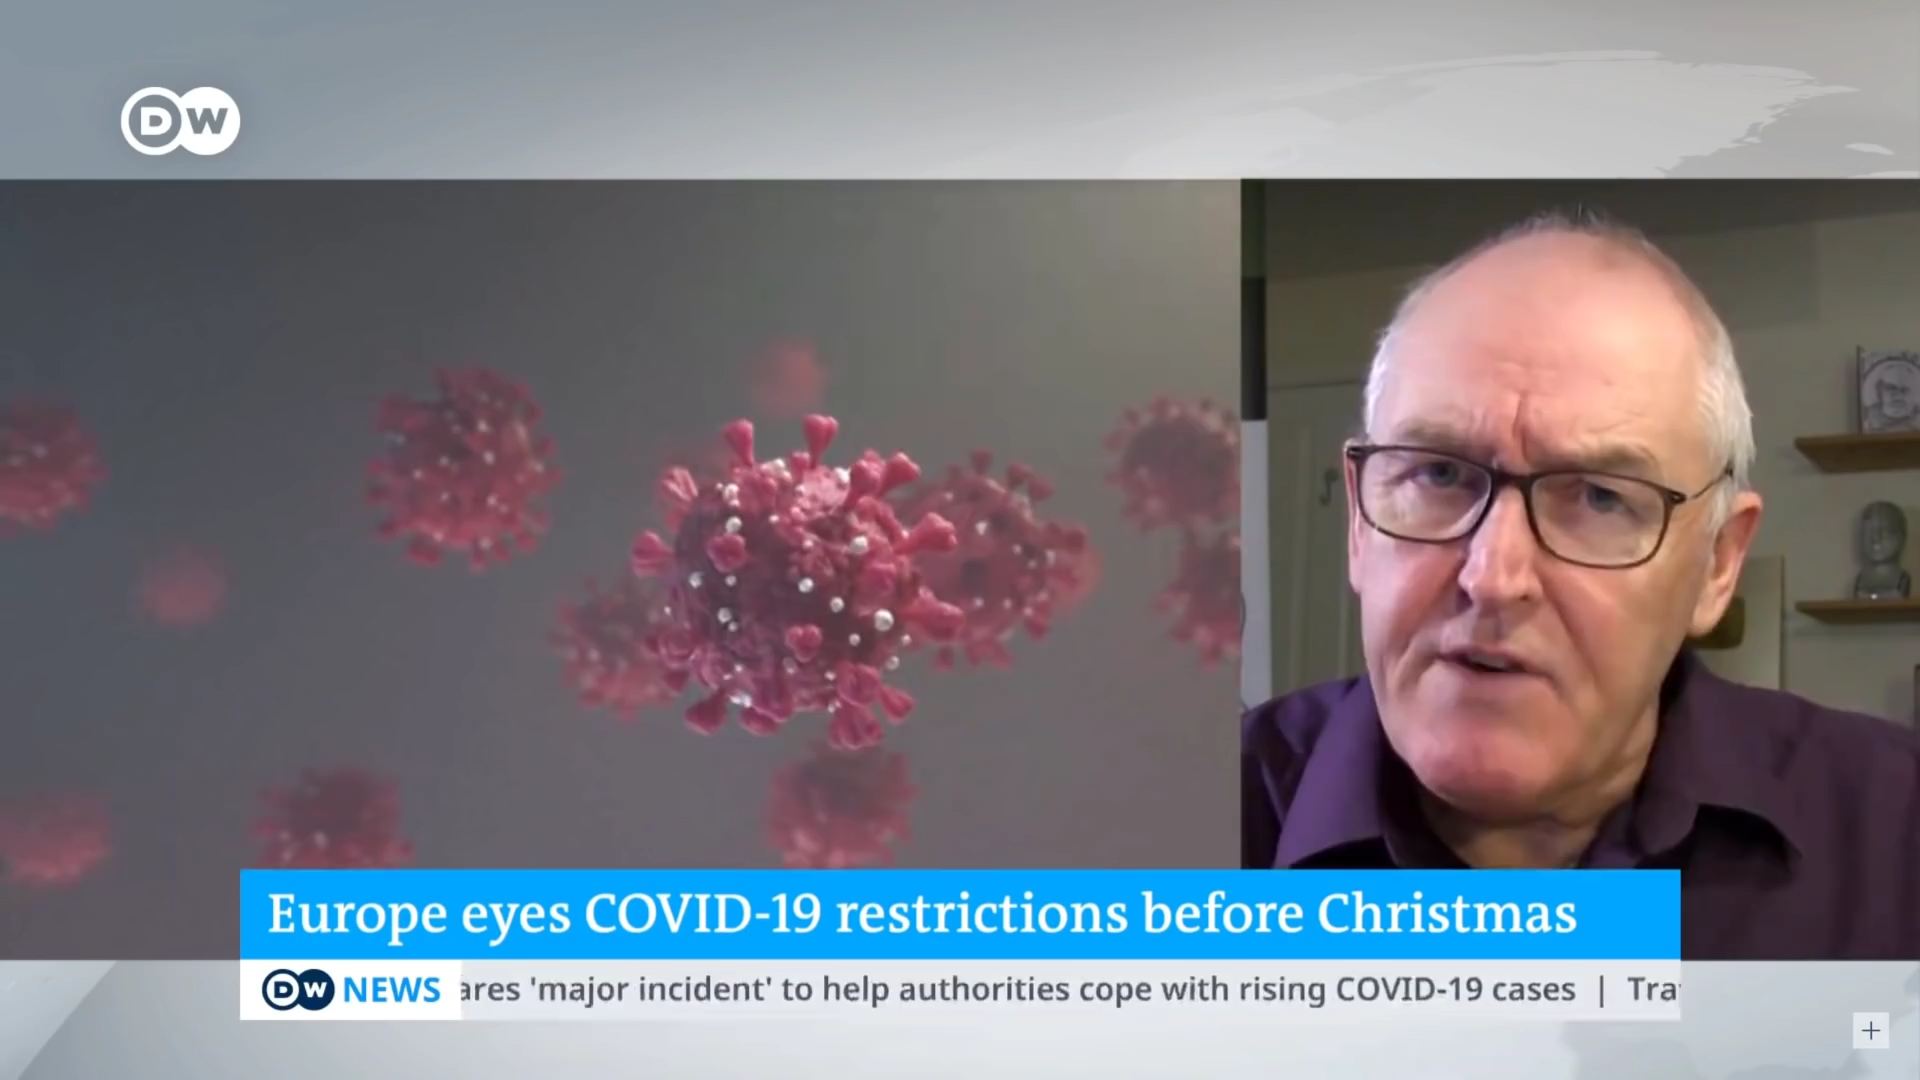 DW
Europe eyes COVID-19 restrictions before Christmas
DW NEWS
ares 'major incident' to help authorities cope with rising COVID-19 cases | Tra